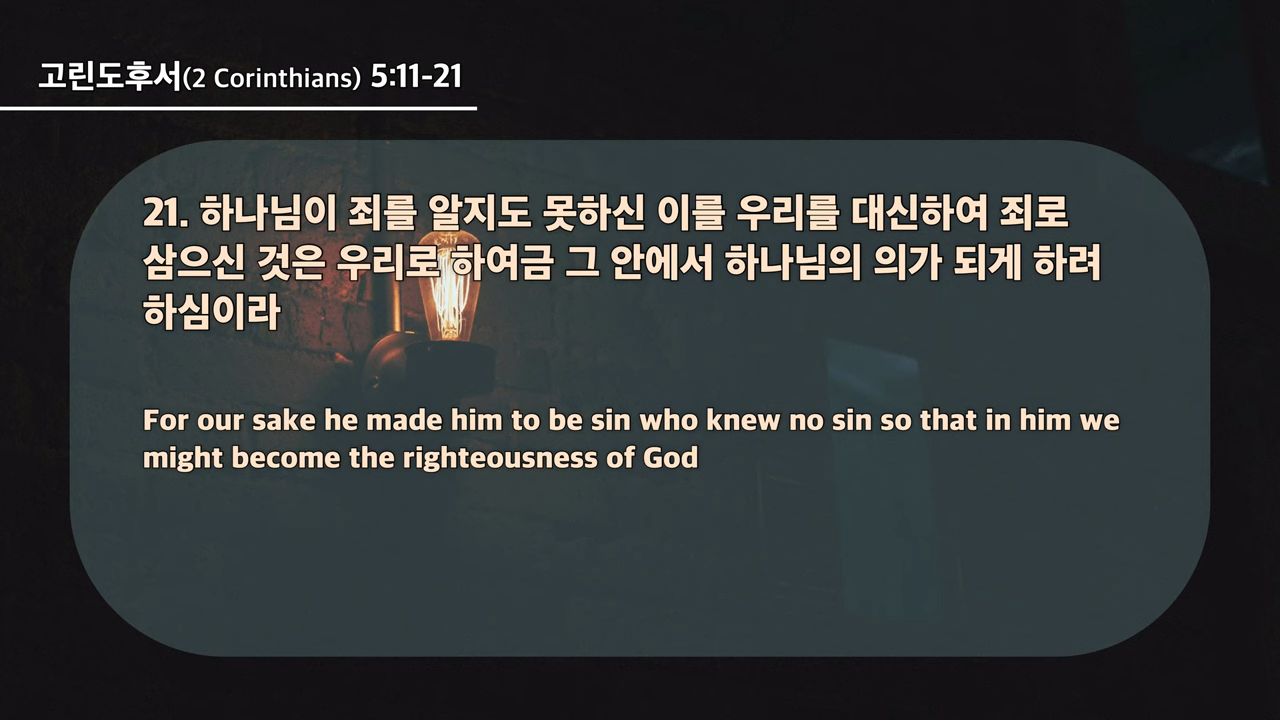 고린도후서(2 Corinthians) 5:11-21
21. 하나님이 죄를 알지도 못하신 이를 우리를 대신하여 죄로
삼으신 것은 우리로 하여금 그 안에서 하나님의 의가 되게 하려
하심이라
For our sake he made him to be sin who knew no sin so that in him we
might become the righteousness of God